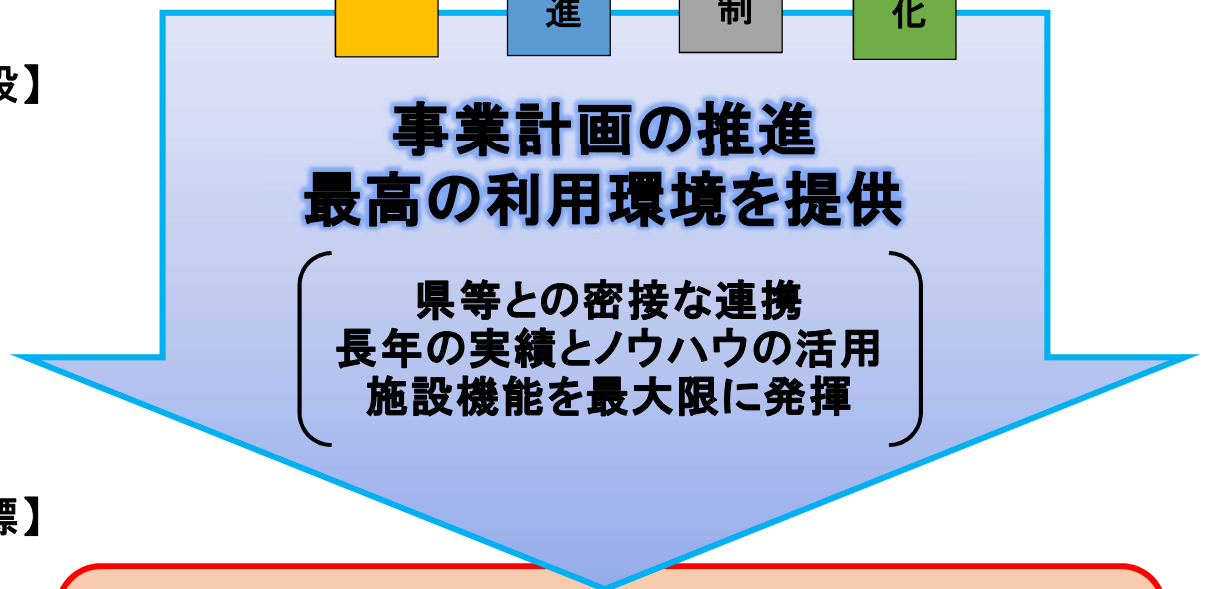 進
制
化
】
事業計画の推進
最高の利用環境を提供
県等との密接な連携
長年の実績とノウハウの活用
施設機能を最大限に発揮
標】